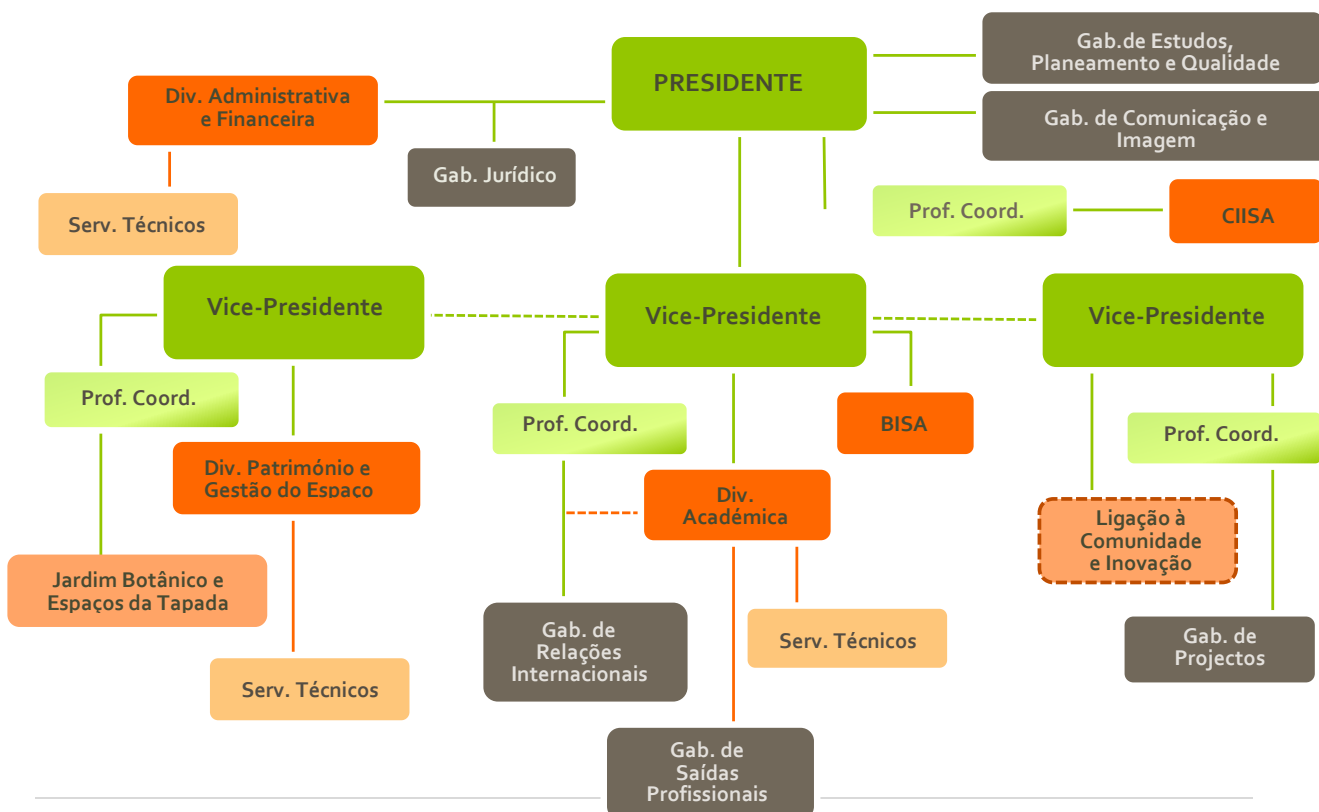 PRESIDENTE
Gab.de Estudos,
Planeamento e Qualidade
Div. Administrativa
e Financeira
Gab. de Comunicação e
Imagem
Gab. Jurídico
Serv. Técnicos
Prof. Coord.
CIISA
Vice-Presidente
Vice-Presidente
Vice-Presidente
Prof. Coord.
Prof. Coord.
BISA
Prof. Coord.
Div. Património e
Gestão do Espaço
Div.
Académica
Ligação à
Comunidade
e Inovação
Jardim Botânico e
Espaços da Tapada
Gab. de
Relações
Internacionais
Serv. Técnicos
Gab. de
Projectos
Serv. Técnicos
Gab. de
Saídas
Profissionais